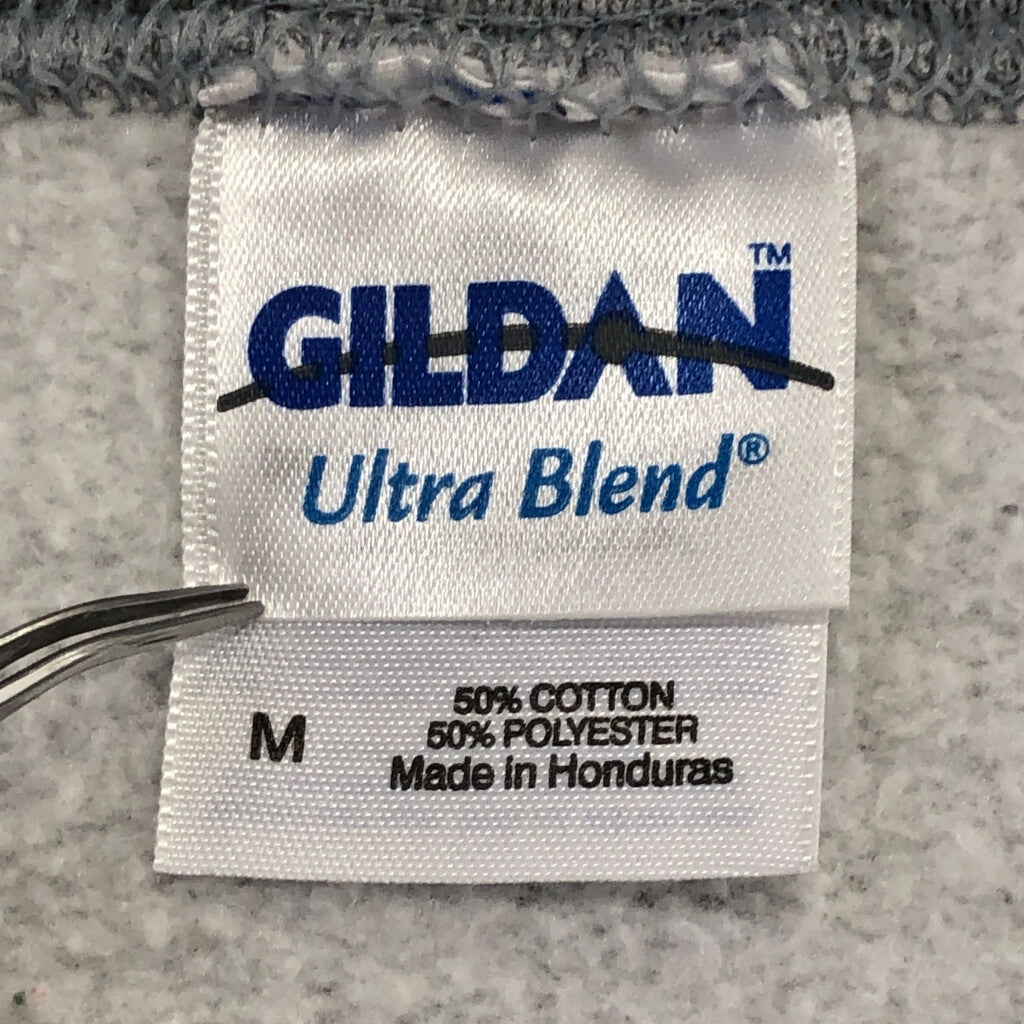 GILDAN™
Ultra Blend®
M
50% COTTON
50% POLYESTER
Made in Honduras